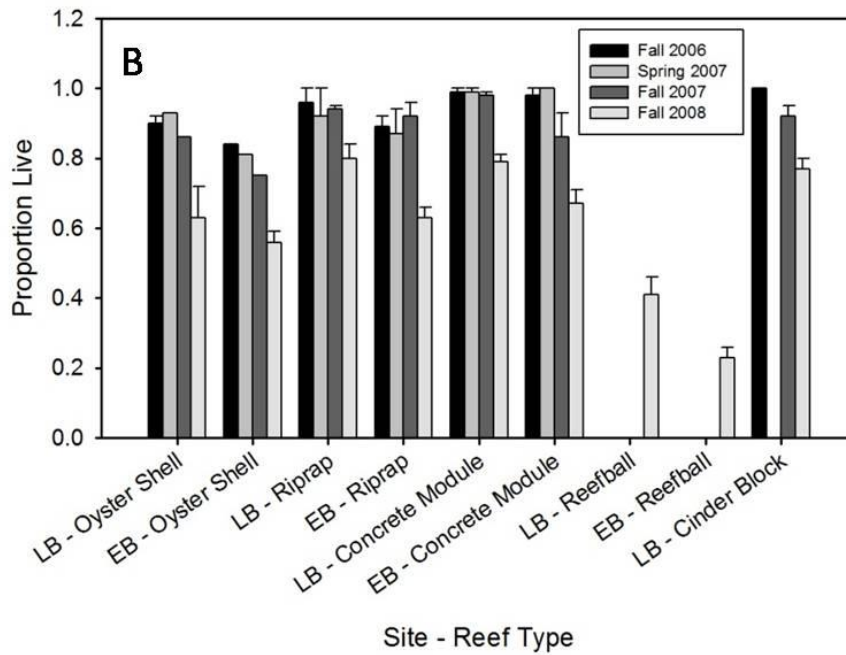 B
Fall 2006
Spring 2007
Fall 2007
Fall 2008
Proportion Live
1.2
1.0
0.8
0.6
0.4
0.2
0.0
LB - Oyster Shell
EB - Oyster Shell
LB - Riprap
EB - Riprap
LB - Concrete Module
EB - Concrete Module
LB - Reefball
EB - Reefball
LB - Cinder Block
Site - Reef Type